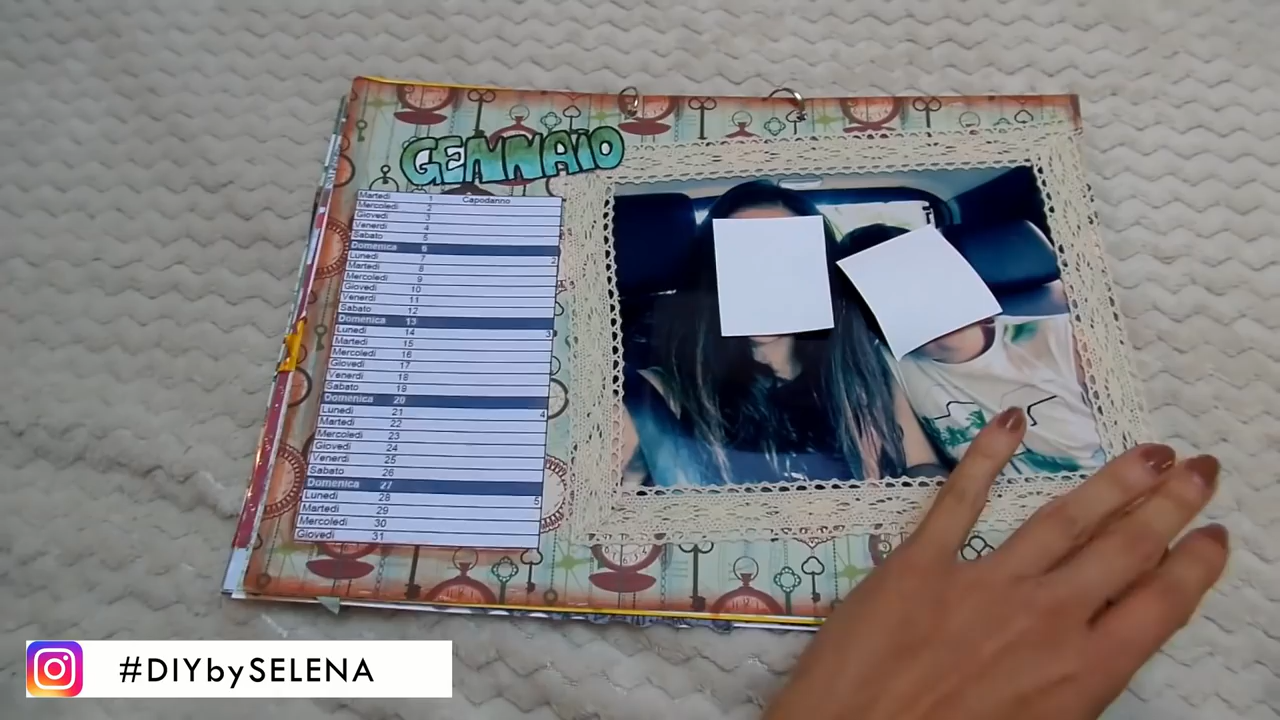 GENNAIO
Martedì 1 Capodanno
Mercoledì 2
Giovedì 3
Venerdì 4
Sabato 5
Domenica 6
Lunedì 7 2
Martedì 8
Mercoledì 9
Giovedì 10
Venerdì 11
Sabato 12
Domenica 13
Lunedì 14 3
Martedì 15
Mercoledì 16
Giovedì 17
Venerdì 18
Sabato 19
Domenica 20
Lunedì 21 4
Martedì 22
Mercoledì 23
Giovedì 24
Venerdì 25
Sabato 26
Domenica 27
Lunedì 28 5
Martedì 29
Mercoledì 30
Giovedì 31
#DIYbySELENA